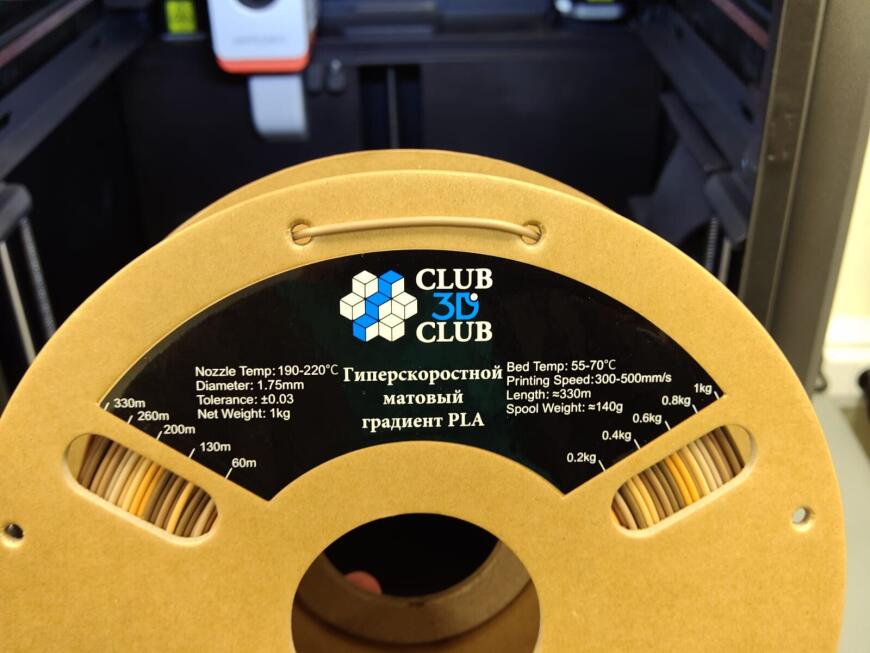 CLUB
3D
CLUB
Nozzle Temp: 190-220℃
Diameter: 1.75mm
Tolerance: ±0.03
Net Weight: 1kg
Гиперскоростной
матовый
градиент PLA
Bed Temp: 55-70℃
Printing Speed:300-500mm/s
Length: ≈330m
Spool Weight: ≈140g
330m
260m
200m
130m
60m
1kg
0.8kg
0.6kg
0.4kg
0.2kg